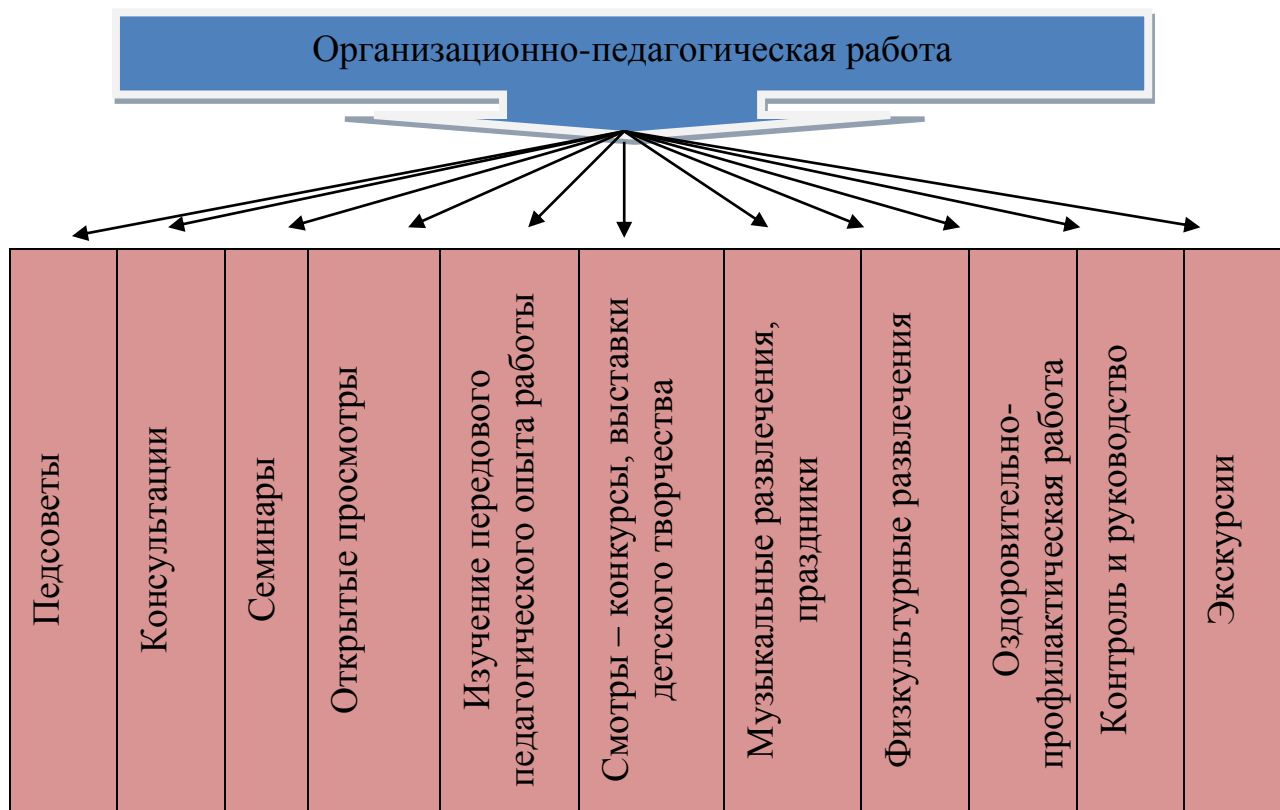 Организационно-педагогическая работа
Педсоветы
Консультации
Семинары
Открытые просмотры
Изучение передового
педагогического опыта работы
Смотры – конкурсы, выставки
детского творчества
Музыкальные развлечения,
праздники
Физкультурные развлечения
Оздоровительно-
профилактическая работа
Контроль и руководство
Экскурсии